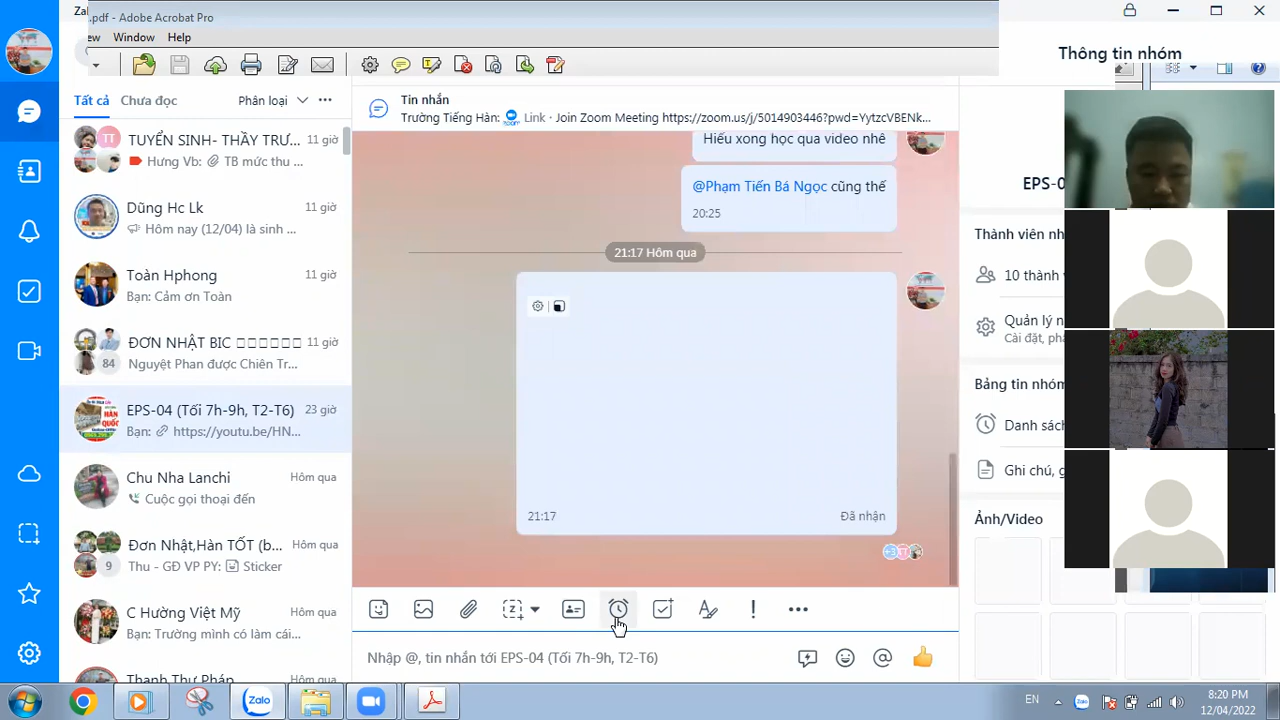 Za
.pdf - Adobe Acrobat Pro
ew Window Help
Thông tin nhóm
Tất cả Chưa đọc Phân loại
Tin nhắn
Trường Tiếng Hàn: Link · Join Zoom Meeting https://zoom.us/j/5014903446?pwd=YytzcVBENk...
TUYỂN SINH- THẦY TRƯ... 11 giờ
Hưng Vb: TB mức thu ...
Hiếu xong học qua video nhê
@Phạm Tiến Bá Ngọc cũng thế
20:25
EPS-0
Dũng Hc Lk 11 giờ
Hôm nay (12/04) là sinh ...
Thành viên nh
21:17 Hôm qua
Toàn Hphong 11 giờ
Bạn: Cảm ơn Toàn
10 thành v
Quản lý n
Cài đặt, ph
ĐƠN NHẬT BIC □□□□□□ 11 giờ
84
Nguyệt Phan được Chiên Tr...
Bảng tin nhóm
EPS-04 (Tối 7h-9h, T2-T6) 23 giờ
Bạn: https://youtu.be/HN...
Danh sách
Ghi chú, g
Chu Nha Lanchi Hôm qua
Cuộc gọi thoại đến
21:17 Đã nhận
Ảnh/Video
Đơn Nhật,Hàn TỐT (b... Hôm qua
9
Thu - GĐ VP PY: Sticker
+3 TT
C Hường Việt Mỹ Hôm qua
Bạn: Trường mình có làm cái...
Nhập @, tin nhắn tới EPS-04 (Tối 7h-9h, T2-T6)
Thanh Thư Pháp Hôm qua
Zalo
EN
8:20 PM
12/04/2022